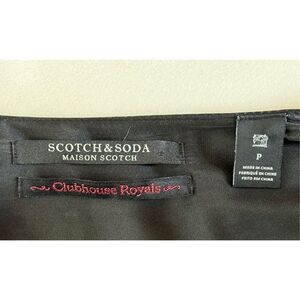 SCOTCH & SODA
MAISON SCOTCH
Clubhouse Royals
P
MADE IN CHINA
FABRIQUÉ EN CHINE
FEITO EM CHINA